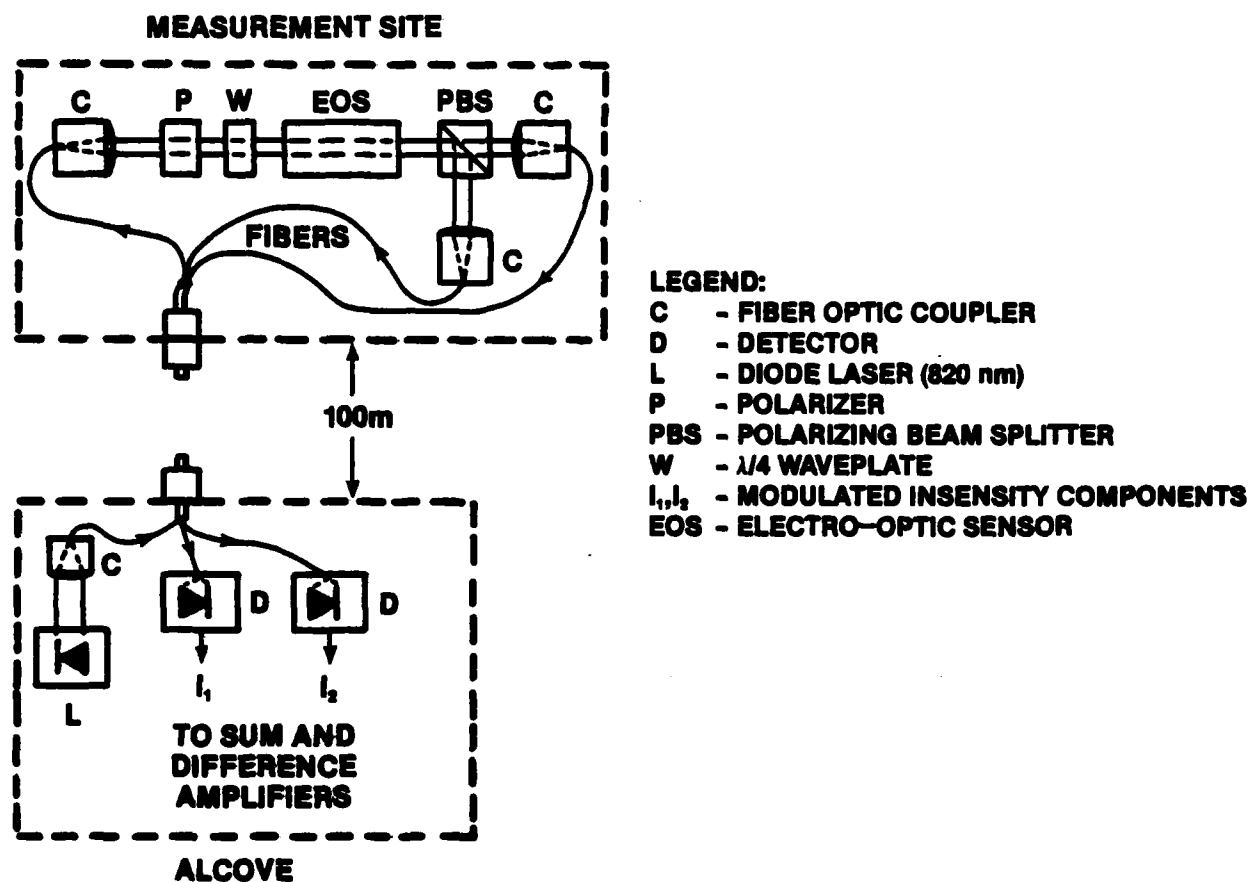 MEASUREMENT SITE
C P W EOS PBS C
FIBERS
C
100m
LEGEND:
C - FIBER OPTIC COUPLER
D - DETECTOR
L - DIODE LASER (820 nm)
P - POLARIZER
PBS - POLARIZING BEAM SPLITTER
W - λ/4 WAVEPLATE
I₁,I₂ - MODULATED INSENSITY COMPONENTS
EOS - ELECTRO-OPTIC SENSOR
C
D D
L
I₁ I₂
TO SUM AND
DIFFERENCE
AMPLIFIERS
ALCOVE